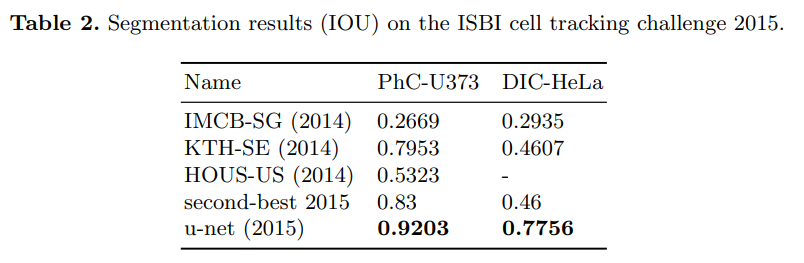 Table 2. Segmentation results (IOU) on the ISBI cell tracking challenge 2015.
Name PhC-U373 DIC-HeLa
IMCB-SG (2014) 0.2669 0.2935
KTH-SE (2014) 0.7953 0.4607
HOUS-US (2014) 0.5323 -
second-best 2015 0.83 0.46
u-net (2015) 0.9203 0.7756